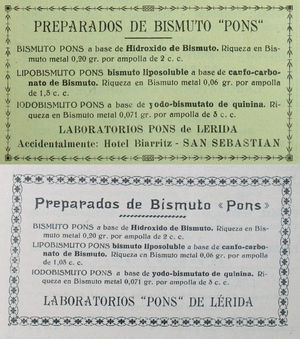 PREPARADOS DE BISMUTO "PONS"
BISMUTO PONS a base de Hidroxido de Bismuto. Riqueza en Bis-
muto metal 0,20 gr. por ampolla de 2 c. c.
LIPOBISMUTO PONS bismuto liposoluble a base de canfo-carbo-
nato de Bismuto. Riqueza en Bismuto metal 0,06 gr. por ampolla
de 1,5 c. c.
IODOBISMUTO PONS a base de yodo-bismutato de quinina. Ri-
queza en Bismuto metal 0,071 gr. por ampolla de 3 c. c.
LABORATORIOS PONS de LERIDA
Accidentalmente: Hotel Biarritz - SAN SEBASTIAN
Preparados de Bismuto «Pons»
BISMUTO PONS a base de Hidroxido de Bismuto. Riqueza en Bis-
muto metal 0,20 gr. por ampolla de 2 c. c.
LIPOBISMUTO PONS bismuto liposoluble a base de canfo-carbo-
nato de Bismuto. Riqueza en Bismuto metal 0,06 gr. por ampolla
de 1,05 c. c.
IODOBISMUTO PONS a base de yodo-bismutato de quinina. Ri-
queza en Bismuto metal 0,071 gr. por ampolla de 3 c. c.
LABORATORIOS "PONS" DE LÉRIDA